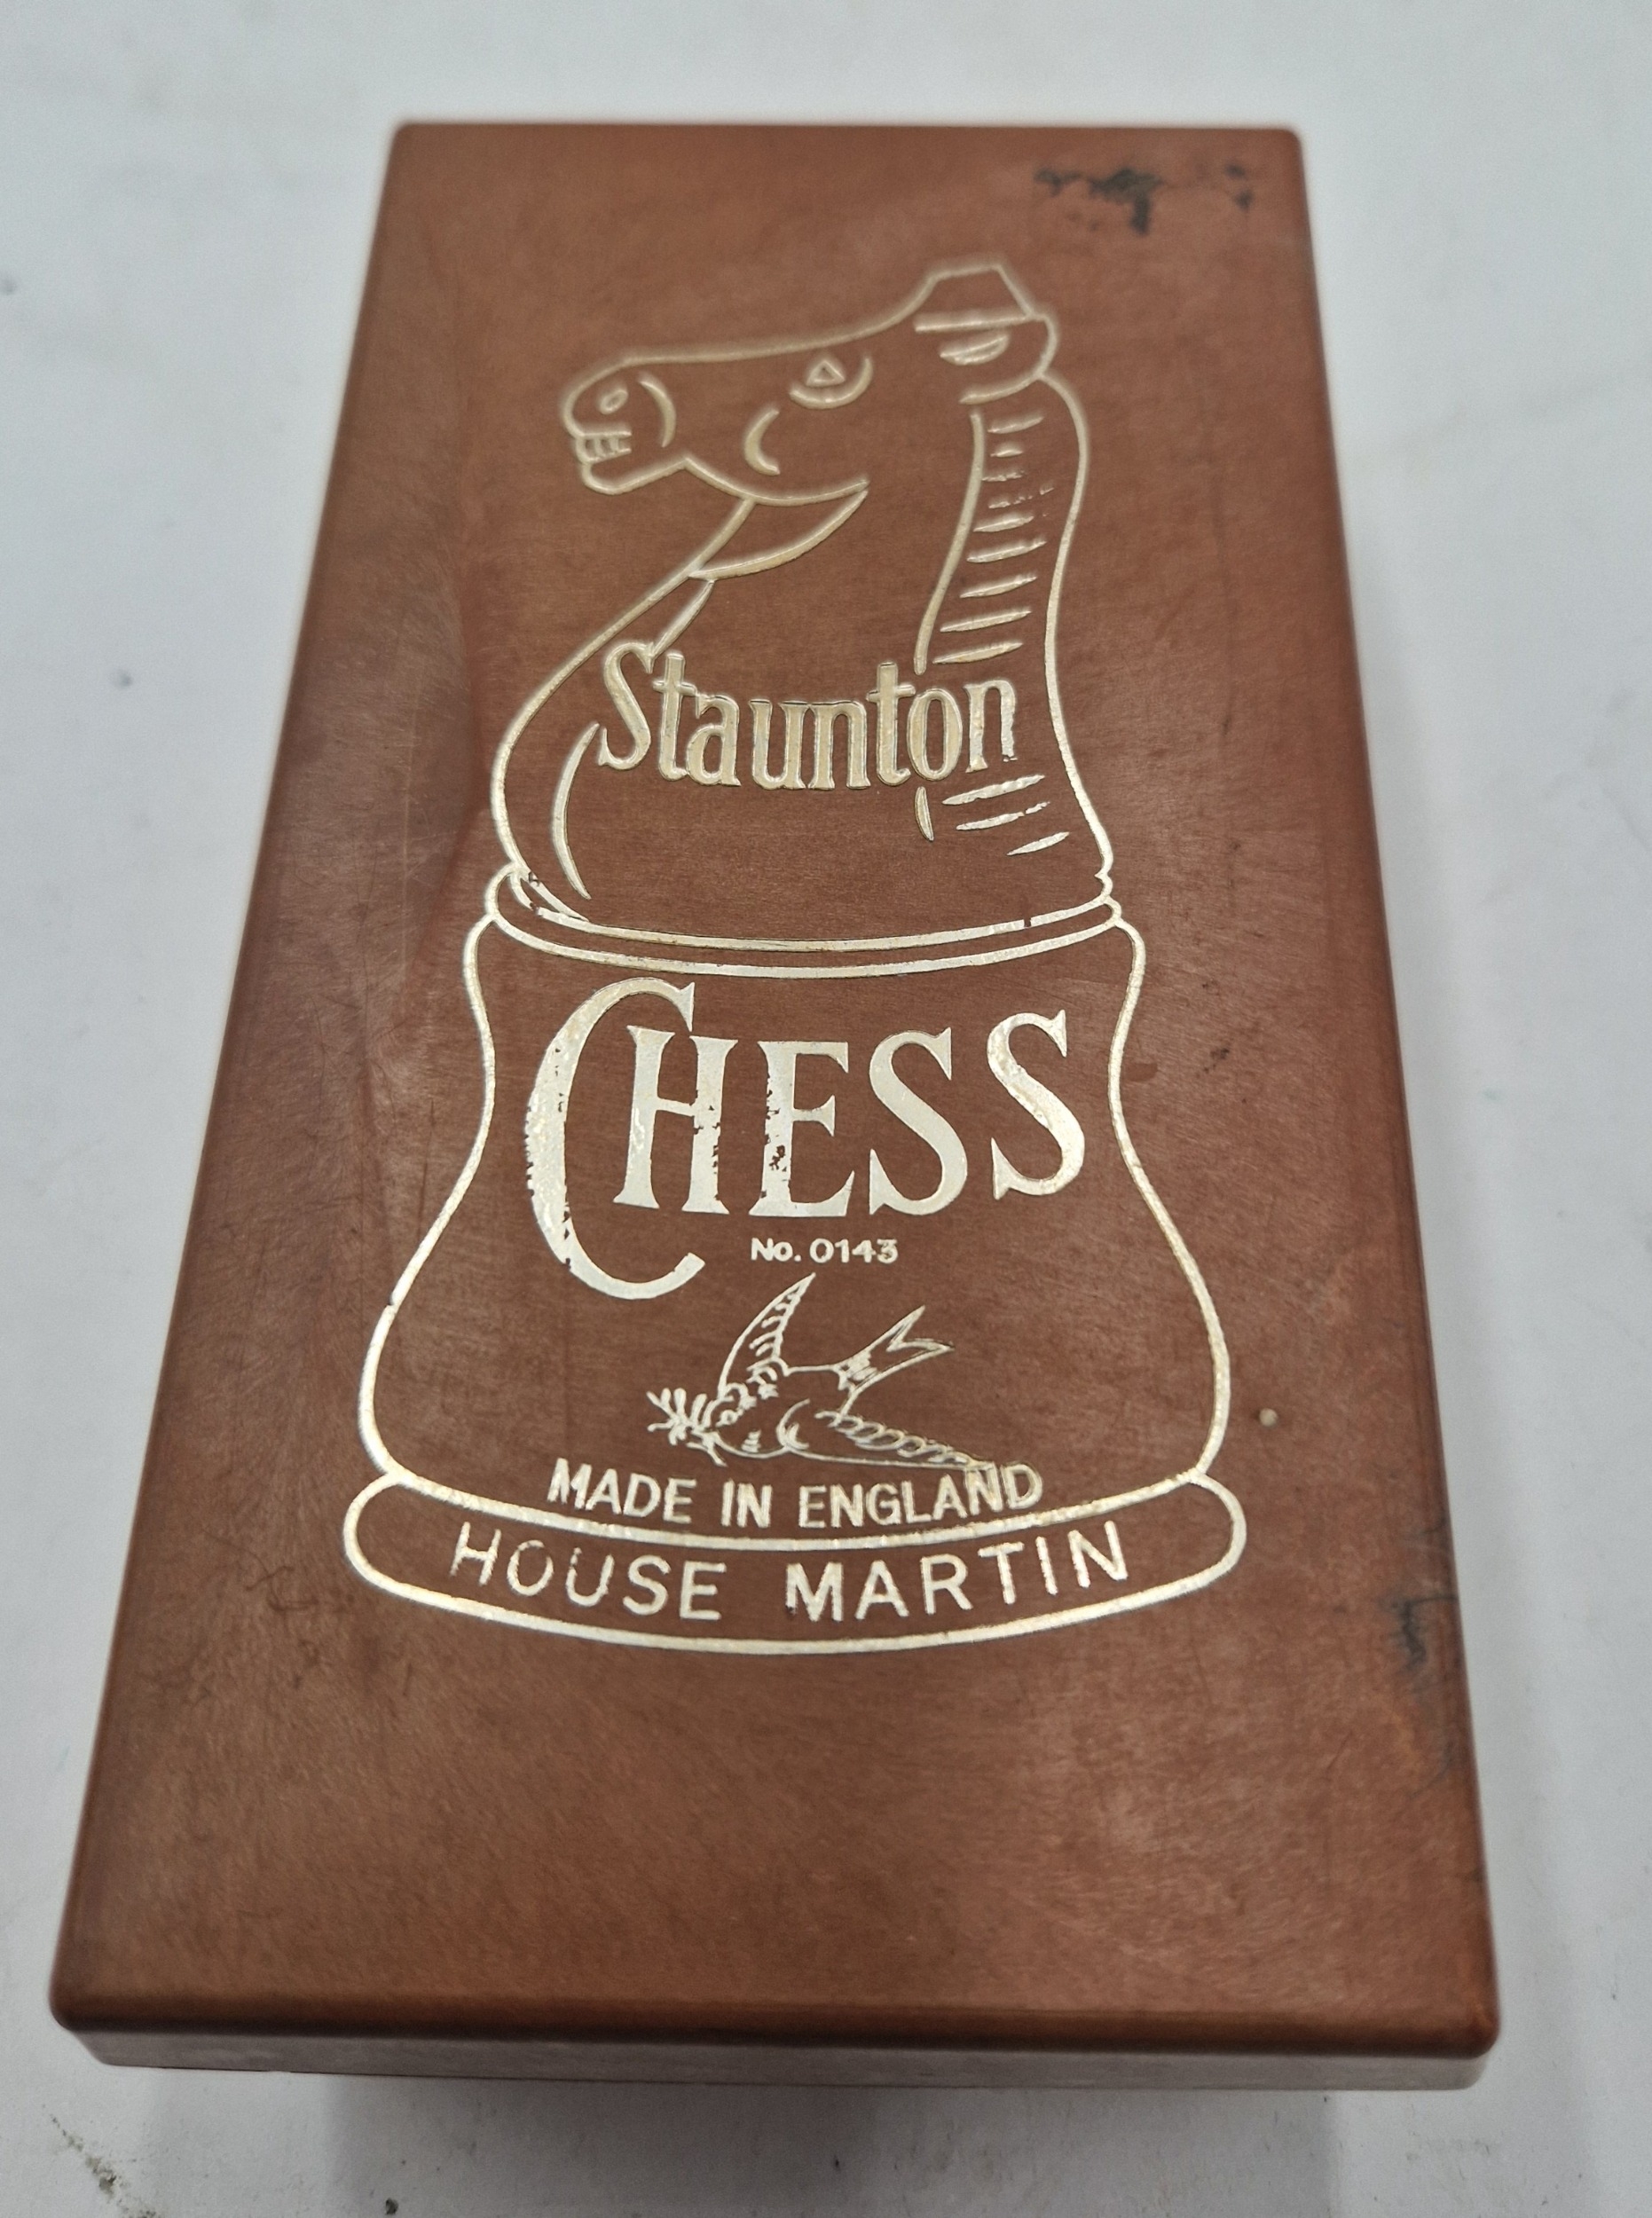 Staunton
CHESS
No. 0143
MADE IN ENGLAND
HOUSE MARTIN